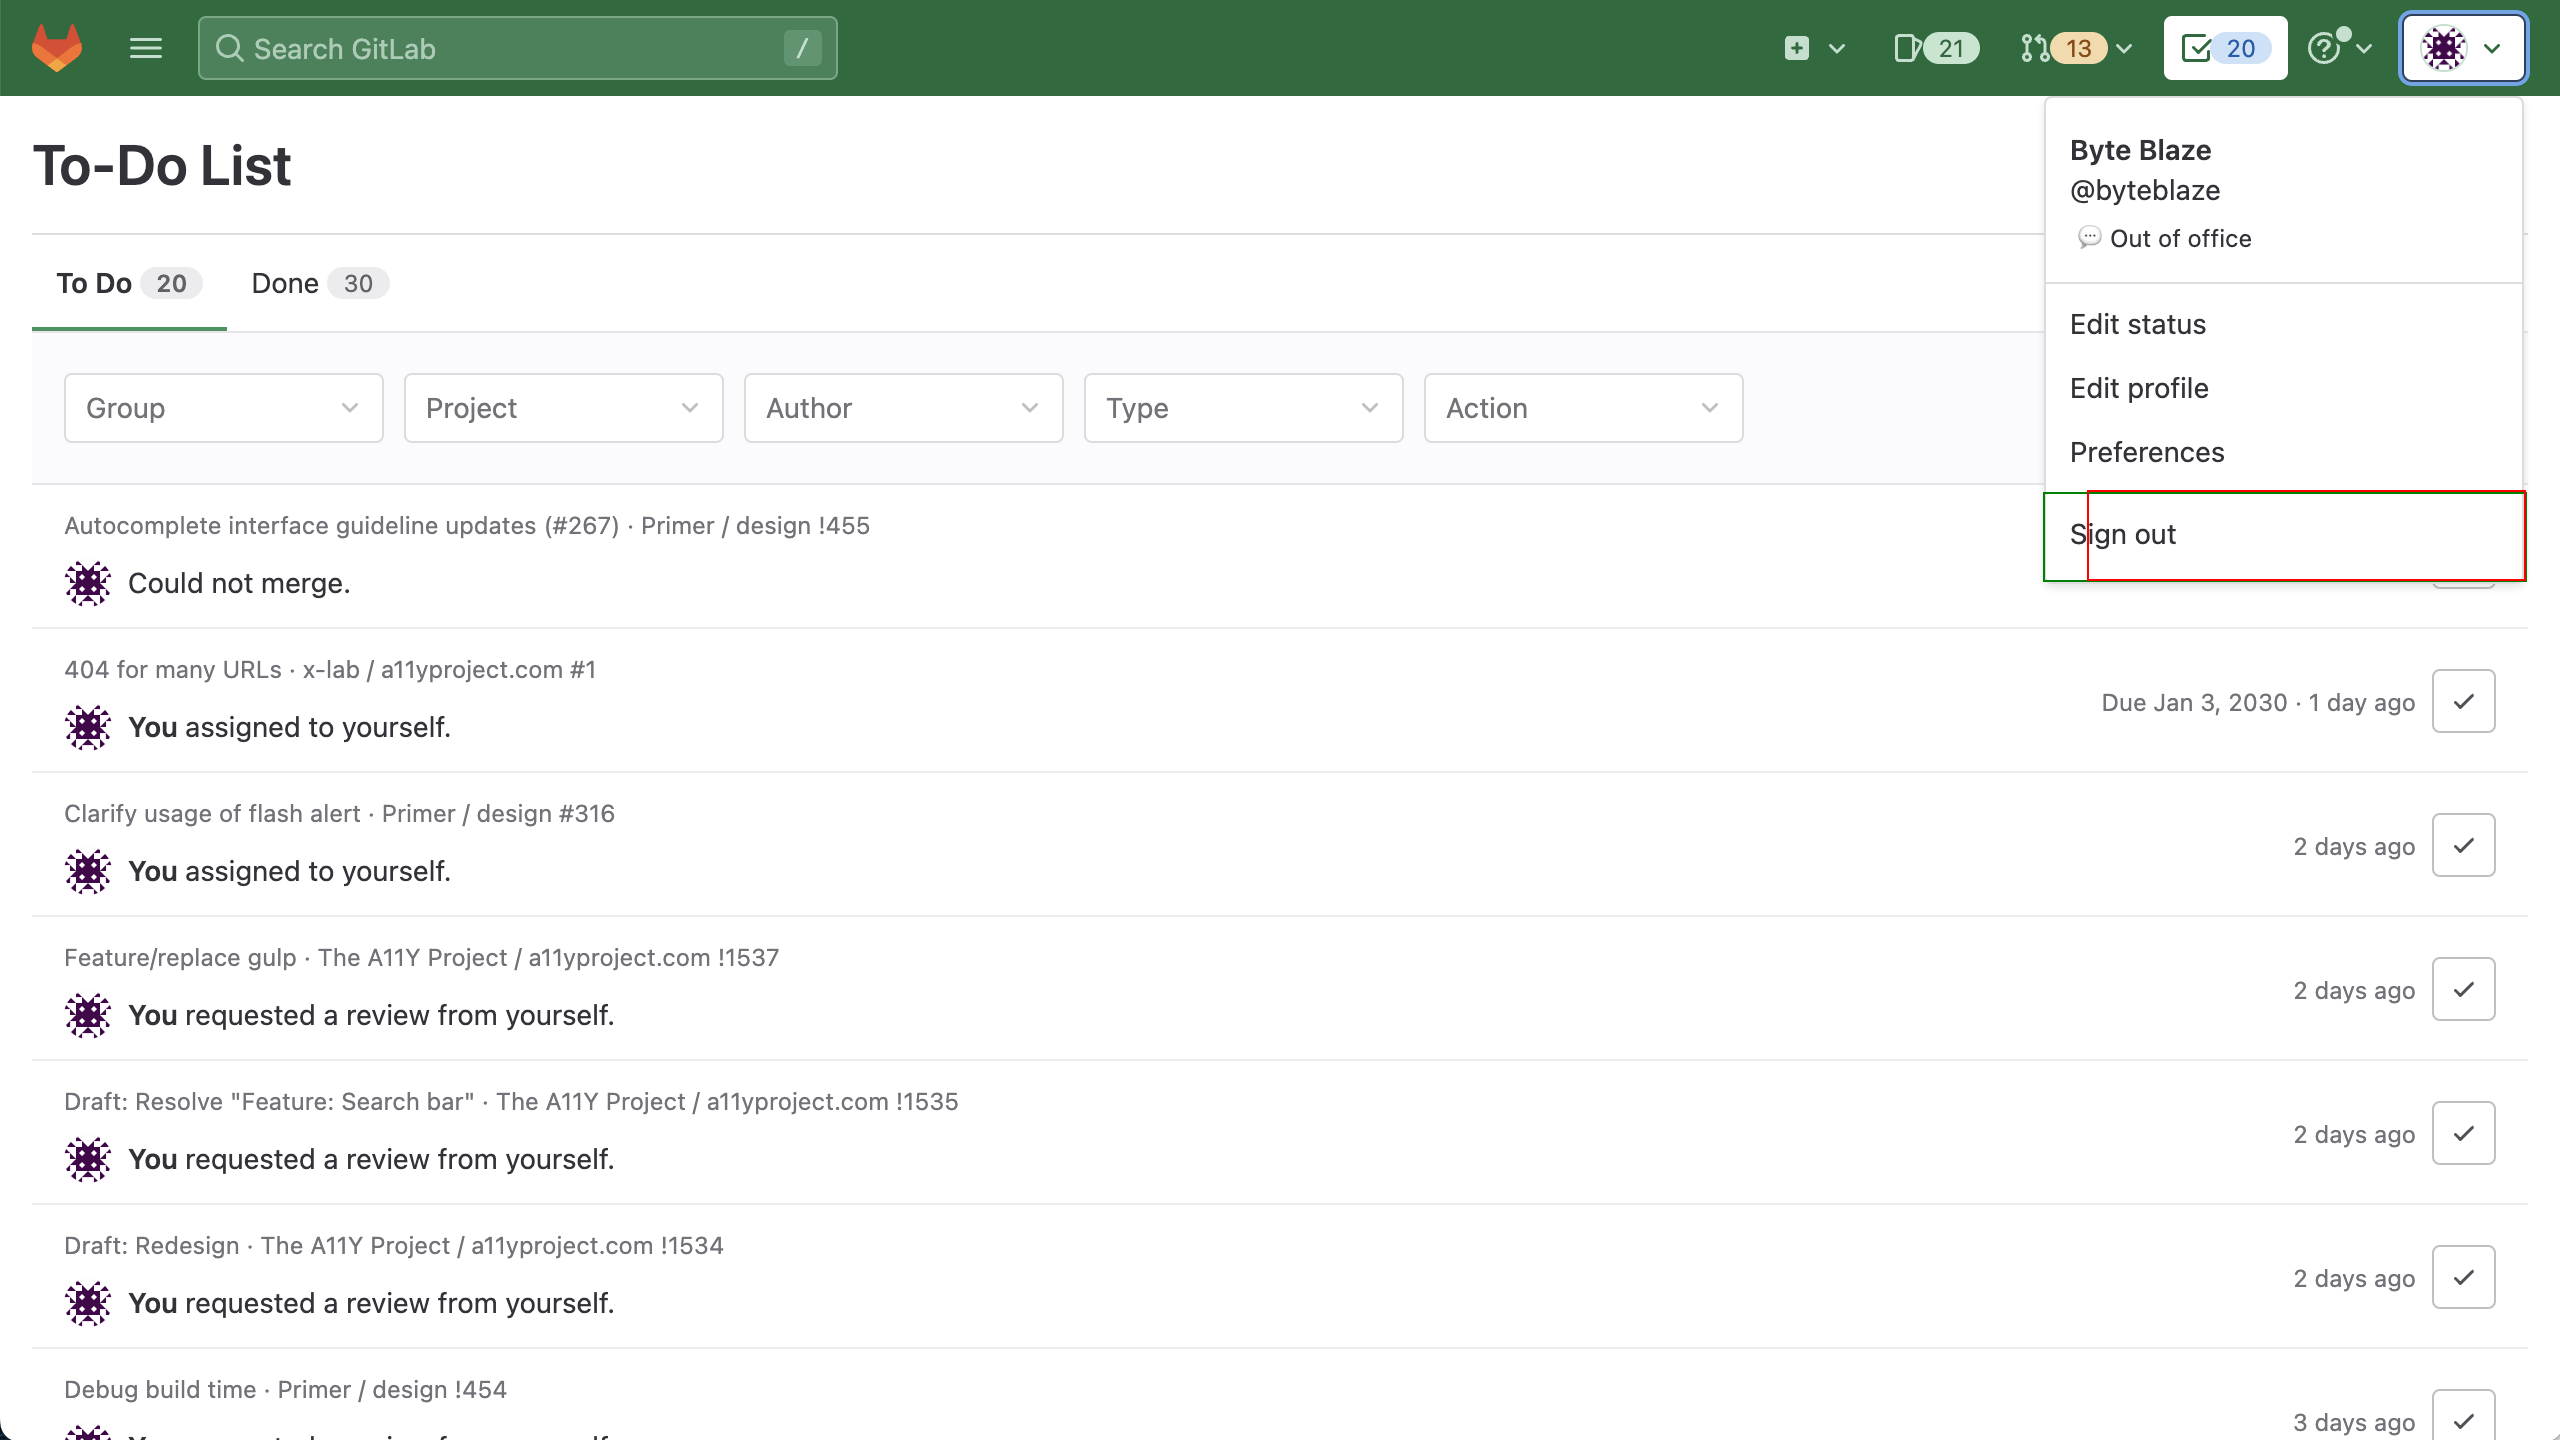 Search GitLab /
21
13
20
To-Do List
Byte Blaze
@byteblaze
Out of office
Edit status
Edit profile
Preferences
Sign out
To Do 20
Done 30
Group
Project
Author
Type
Action
Autocomplete interface guideline updates (#267) · Primer / design !455
Could not merge.
404 for many URLs · x-lab / a11yproject.com #1
You assigned to yourself.
Due Jan 3, 2030 · 1 day ago
Clarify usage of flash alert · Primer / design #316
You assigned to yourself.
2 days ago
Feature/replace gulp · The A11Y Project / a11yproject.com !1537
You requested a review from yourself.
2 days ago
Draft: Resolve "Feature: Search bar" · The A11Y Project / a11yproject.com !1535
You requested a review from yourself.
2 days ago
Draft: Redesign · The A11Y Project / a11yproject.com !1534
You requested a review from yourself.
2 days ago
Debug build time · Primer / design !454
3 days ago